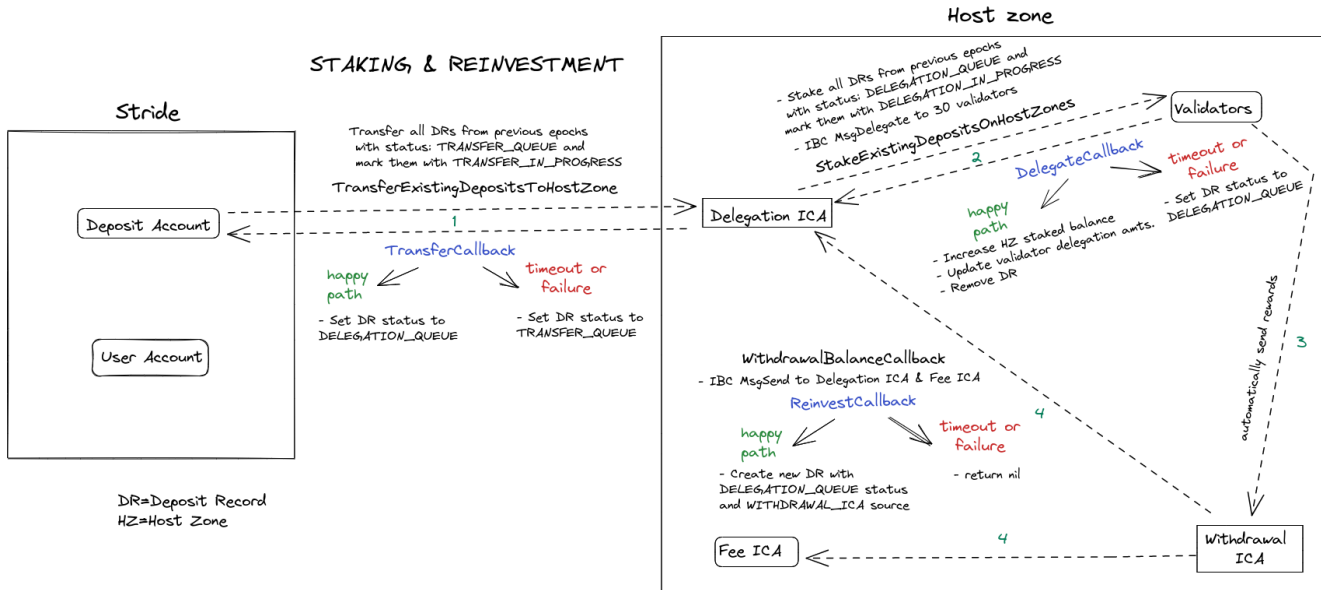 Host zone
STAKING & REINVESTMENT
Stride
Transfer all DRs from previous epochs
with status: TRANSFER_QUEUE and
mark them with TRANSFER_IN_PROGRESS
TransferExistingDepositsToHostZone
Deposit Account
1
TransferCallback
happy
path
timeout or
failure
- Set DR status to
DELEGATION_QUEUE
- Set DR status to
TRANSFER_QUEUE
User Account
DR=Deposit Record
HZ=Host Zone
- Stake all DRs from previous epochs
with status: DELEGATION_QUEUE and
mark them with DELEGATION_IN_PROGRESS
- IBC MsgDelegate to 30 validators
StakeExistingDepositsOnHostZones
Validators
2
Delegation ICA
DelegateCallback
timeout or
failure
- Set DR status to
DELEGATION_QUEUE
happy
path
- Increase HZ staked balance
- Update validator delegation amts.
- Remove DR
automatically send rewards
3
WithdrawalBalanceCallback
- IBC MsgSend to Delegation ICA & Fee ICA
ReinvestCallback
4
happy
path
timeout or
failure
- Create new DR with
DELEGATION_QUEUE status
and WITHDRAWAL_ICA source
- return nil
Fee ICA
4
Withdrawal
ICA